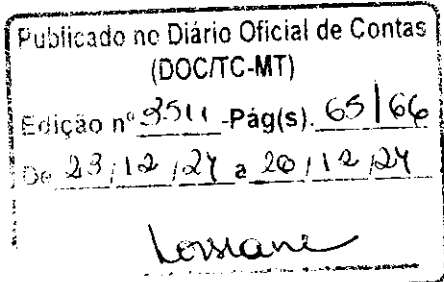 Publicado no Diário Oficial de Contas
(DOC/TC-MT)
Edição nº 3511 -Pág(s). 65|66
De 23/12/24 a 26/12/24